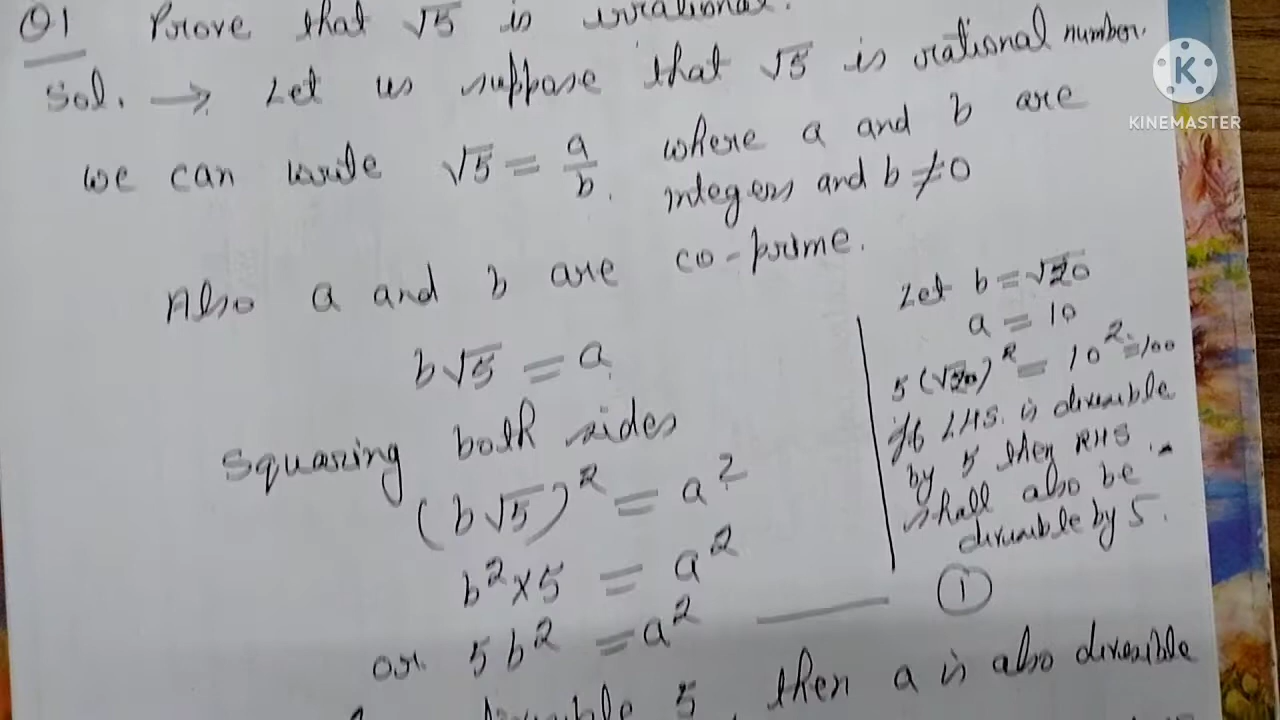 Q1 Prove that √5 is irrational.
Sol. → Let us suppose that √5 is rational number.
we can write √5 = a/b. where a and b are
integers and b ≠ 0
Also a and b are co-prime.
b√5 = a
Squaring both sides
(b√5)² = a²
b² × 5 = a²
or 5b² = a² —— ①
Let b = √20
a = 10
5(√20)² = 10² = 100
If LHS. is divisible
by 5 then RHS
shall also be
divisible by 5.
5, then a is also divisible
KINEMASTER